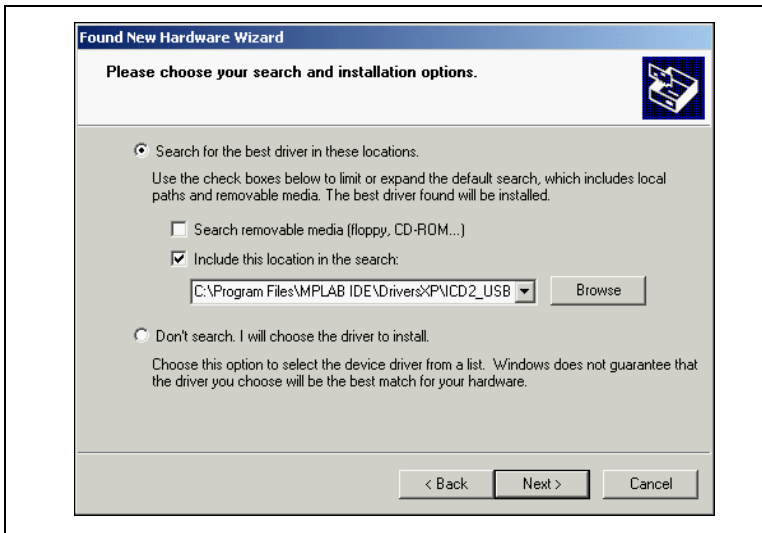 Found New Hardware Wizard
Please choose your search and installation options.
Search for the best driver in these locations.
Use the check boxes below to limit or expand the default search, which includes local
paths and removable media. The best driver found will be installed.
Search removable media (floppy, CD-ROM...)
Include this location in the search:
C:\Program Files\MPLAB IDE\DriversXP\ICD2_USB
Browse
Don't search. I will choose the driver to install.
Choose this option to select the device driver from a list. Windows does not guarantee that
the driver you choose will be the best match for your hardware.
< Back Next > Cancel